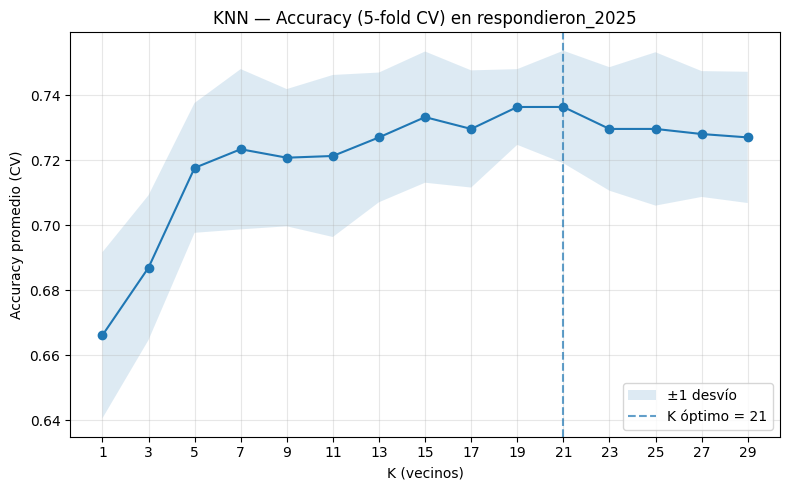 KNN — Accuracy (5-fold CV) en respondieron_2025
Accuracy promedio (CV)
0.74
0.72
0.70
0.68
0.66
0.64
1 3 5 7 9 11 13 15 17 19 21 23 25 27 29
K (vecinos)
±1 desvío
K óptimo = 21